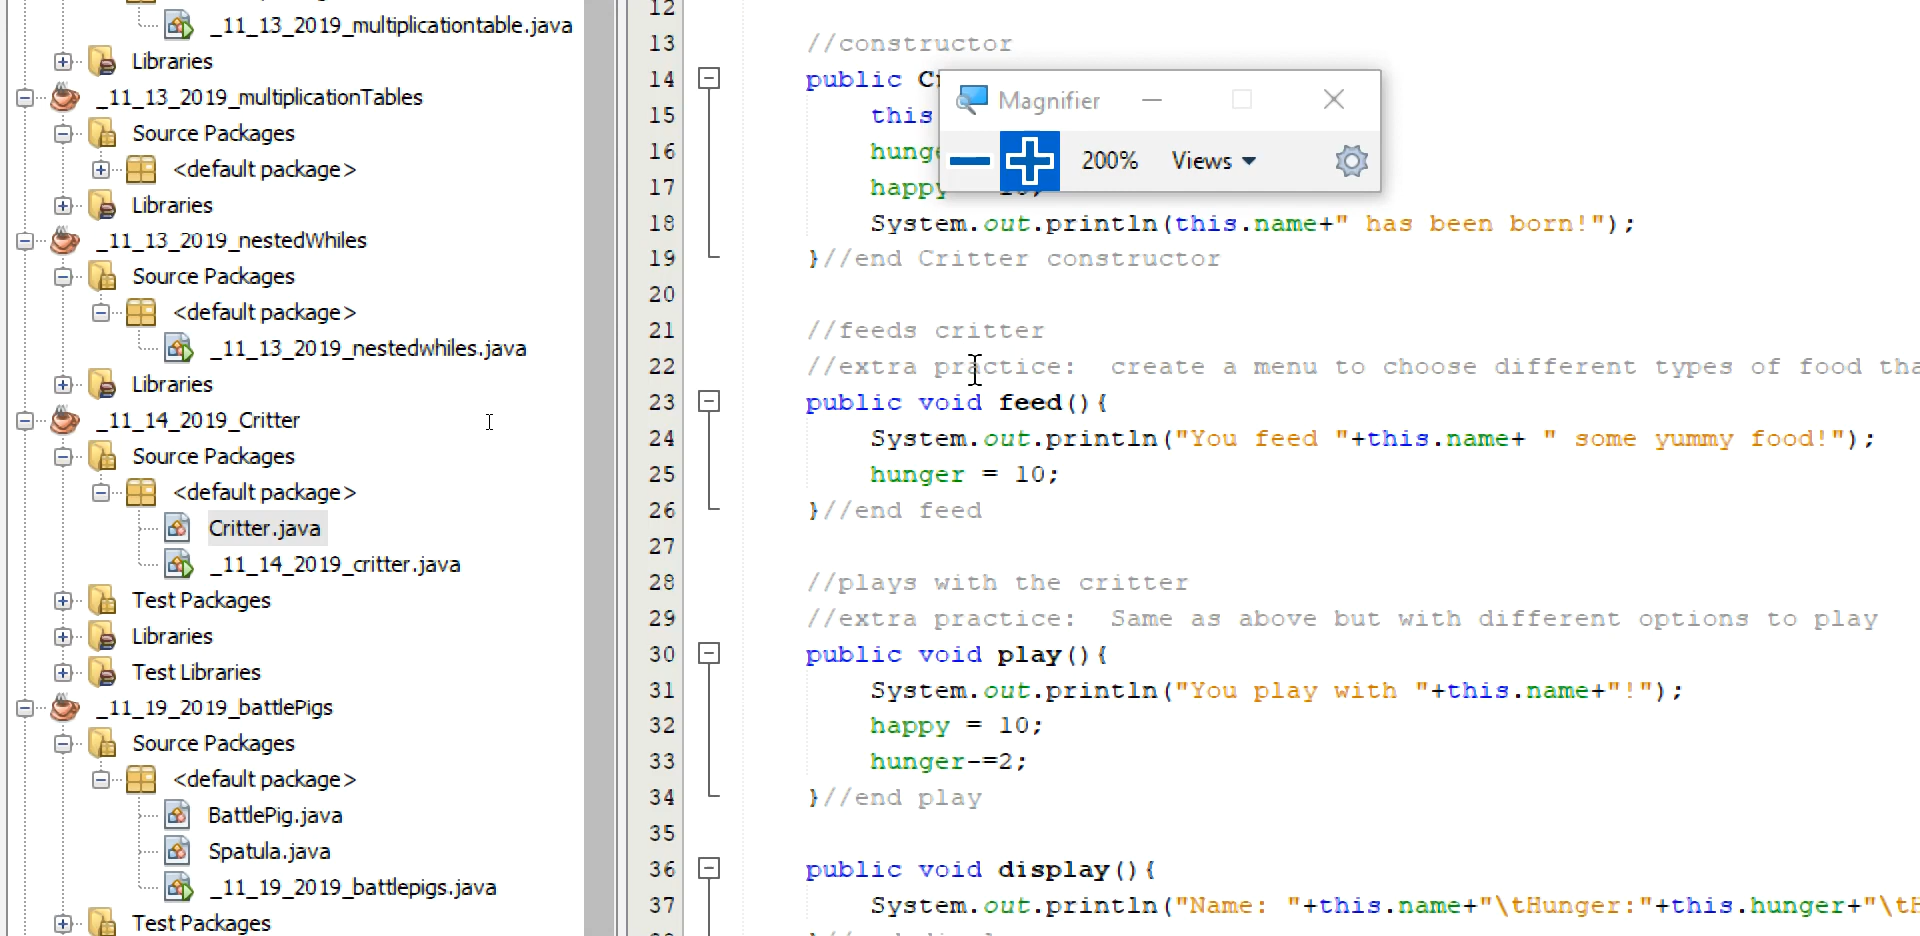 _11_13_2019_multiplicationtable.java
Libraries
_11_13_2019_multiplicationTables
Source Packages
<default package>
Libraries
_11_13_2019_nestedWhiles
Source Packages
<default package>
_11_13_2019_nestedwhiles.java
Libraries
_11_14_2019_Critter
Source Packages
<default package>
Critter.java
_11_14_2019_critter.java
Test Packages
Libraries
Test Libraries
_11_19_2019_battlePigs
Source Packages
<default package>
BattlePig.java
Spatula.java
_11_19_2019_battlepigs.java
Test Packages
12
13 //constructor
14 public
15 this
16
17
18 System.out.println(this.name+" has been born!");
19 }//end Critter constructor
20
21 //feeds critter
22 //extra practice:  create a menu to choose different types of food
23 public void feed(){
24 System.out.println("You feed "+this.name+ " some yummy food!");
25 hunger = 10;
26 }//end feed
27
28 //plays with the critter
29 //extra practice:  Same as above but with different options to play
30 public void play(){
31 System.out.println("You play with "+this.name+"!");
32 happy = 10;
33 hunger-=2;
34 }//end play
35
36 public void display(){
37 System.out.println("Name: "+this.name+"\tHunger:"+this.hunger+"\t
Magnifier
200% Views